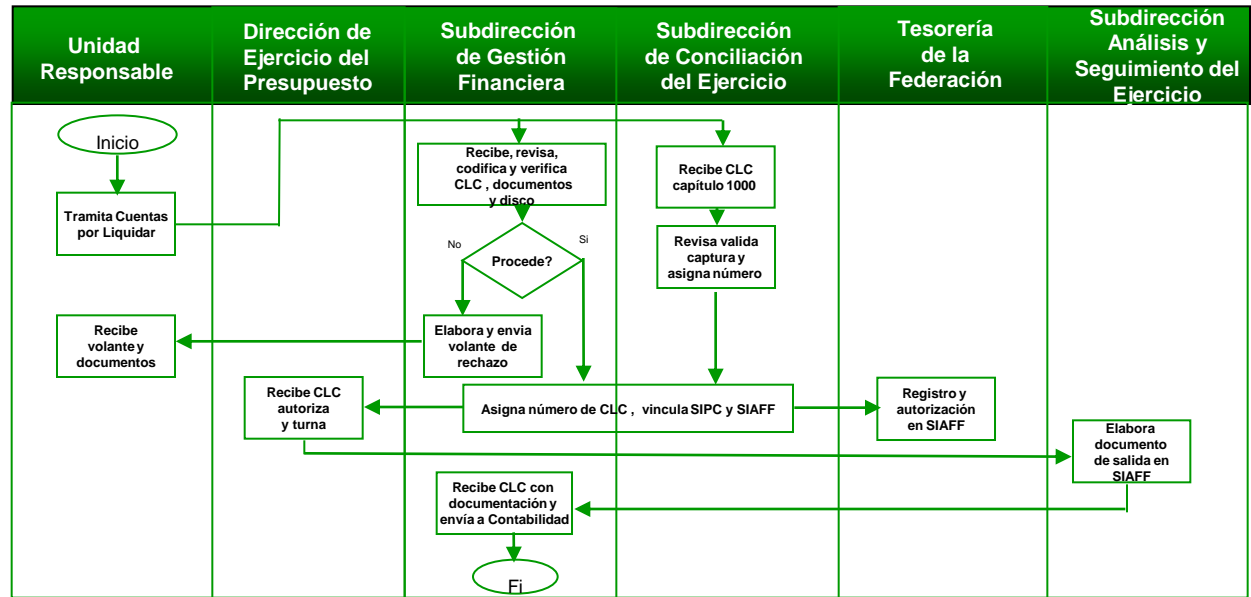 Unidad
Responsable
Dirección de
Ejercicio del
Presupuesto
Subdirección
de Gestión
Financiera
Subdirección
de Conciliación
del Ejercicio
Tesorería
de la
Federación
Subdirección
Análisis y
Seguimiento del
Ejercicio
Inicio
Tramita Cuentas
por Liquidar
Recibe, revisa,
codifica y verifica
CLC , documentos
y disco
Recibe CLC
capítulo 1000
No
Si
Procede?
Revisa valida
captura y
asigna número
Recibe
volante y
documentos
Elabora y envia
volante de
rechazo
Recibe CLC
autoriza
y turna
Asigna número de CLC , vincula SIPC y SIAFF
Registro y
autorización
en SIAFF
Elabora
documento
de salida en
SIAFF
Recibe CLC con
documentación y
envía a Contabilidad
Fi